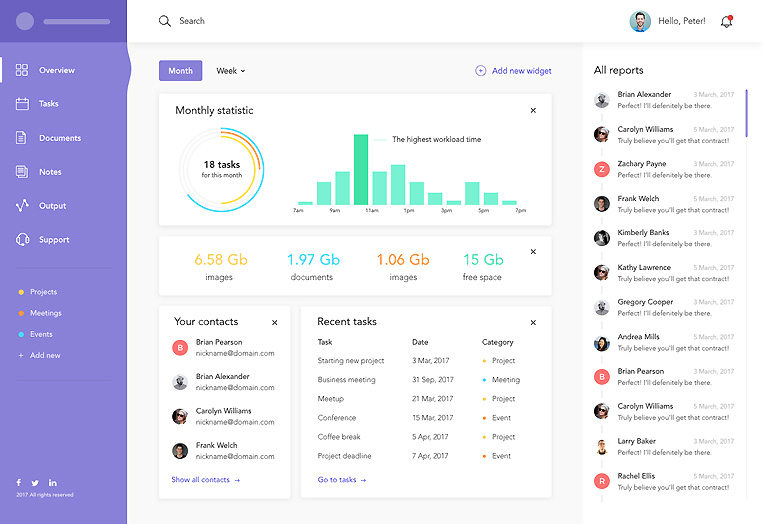 Search
Hello, Peter!
Overview
Tasks
Documents
Notes
Output
Support
Projects
Meetings
Events
+ Add new
2017 All rights reserved
Month
Week
Add new widget
Monthly statistic
18 tasks
for this month
The highest workload time
7am 9am 11am 1pm 3pm 5pm 7pm
6.58 Gb
images
1.97 Gb
documents
1.06 Gb
images
15 Gb
free space
Your contacts
B
Brian Pearson
nickname@domain.com
Brian Alexander
nickname@domain.com
Carolyn Williams
nickname@domain.com
Frank Welch
nickname@domain.com
Show all contacts →
Recent tasks
Task Date Category
Starting new project 3 Mar, 2017 Project
Business meeting 31 Sep, 2017 Meeting
Meetup 21 Mar, 2017 Project
Conference 15 Mar, 2017 Event
Coffee break 5 Apr, 2017 Project
Project deadline 7 Apr, 2017 Event
Go to tasks →
All reports
Brian Alexander 3 March, 2017
Perfect! I'll defenitely be there.
Carolyn Williams 5 March, 2017
Truly believe you'll get that contract!
Z
Zachary Payne 3 March, 2017
Perfect! I'll defenitely be there.
Frank Welch 5 March, 2017
Truly believe you'll get that contract!
Kimberly Banks 3 March, 2017
Perfect! I'll defenitely be there.
Kathy Lawrence 5 March, 2017
Truly believe you'll get that contract!
Gregory Cooper 3 March, 2017
Perfect! I'll defenitely be there.
Andrea Mills 5 March, 2017
Truly believe you'll get that contract!
B
Brian Pearson 3 March, 2017
Perfect! I'll defenitely be there.
Carolyn Williams 5 March, 2017
Truly believe you'll get that contract!
Larry Baker 3 March, 2017
Perfect! I'll defenitely be there.
R
Rachel Ellis 5 March, 2017
Truly believe you'll get that contract!